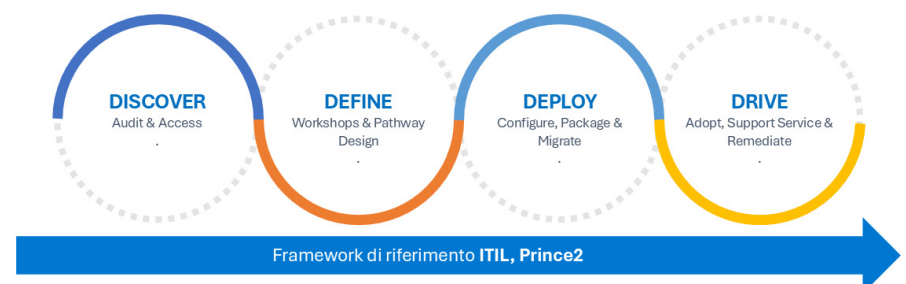 DISCOVER
Audit & Access
.
DEFINE
Workshops & Pathway
Design
.
DEPLOY
Configure, Package &
Migrate
.
DRIVE
Adopt, Support Service &
Remediate
.
Framework di riferimento ITIL, Prince2